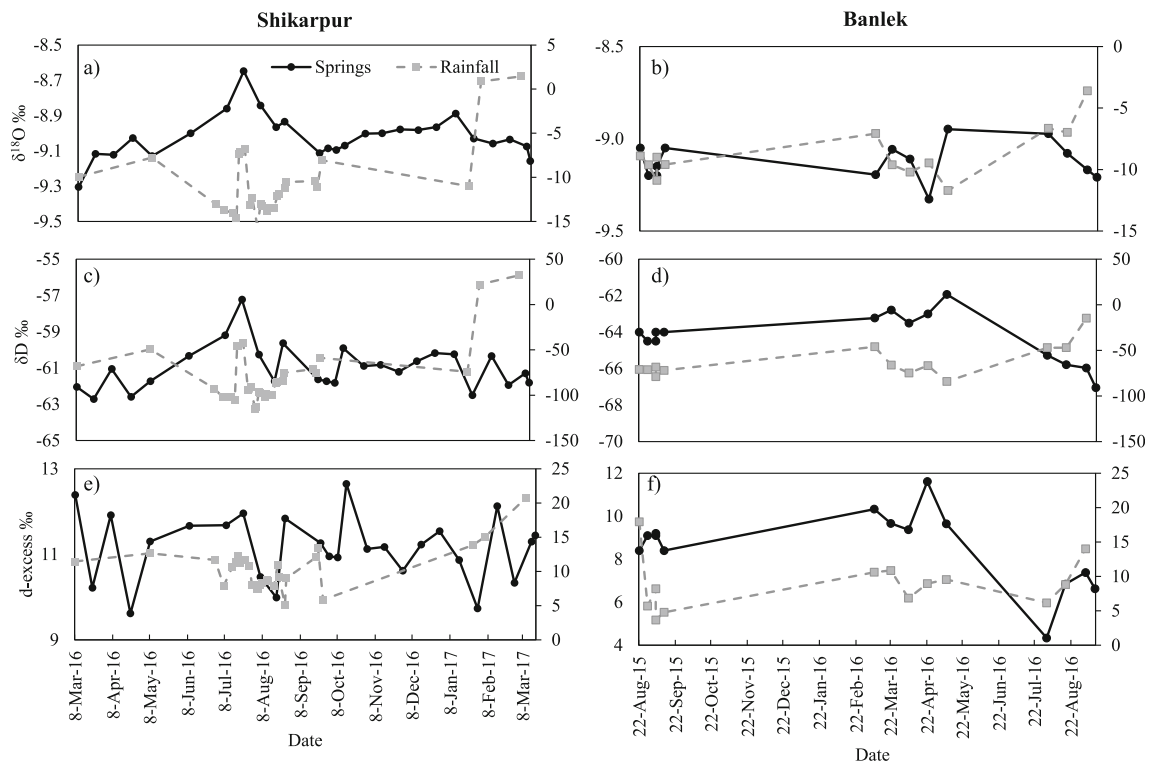 Shikarpur
Banlek
a)
Springs
Rainfall
δ¹⁸O ‰
-8.5
-8.7
-8.9
-9.1
-9.3
-9.5
5
0
-5
-10
-15
b)
-8.5
-9.0
-9.5
0
-5
-10
-15
c)
δD ‰
-55
-57
-59
-61
-63
-65
50
0
-50
-100
-150
d)
-60
-62
-64
-66
-68
-70
50
0
-50
-100
-150
e)
d-excess ‰
13
11
9
25
20
15
10
5
0
8-Mar-16
8-Apr-16
8-May-16
8-Jun-16
8-Jul-16
8-Aug-16
8-Sep-16
8-Oct-16
8-Nov-16
8-Dec-16
8-Jan-17
8-Feb-17
8-Mar-17
Date
f)
12
10
8
6
4
25
20
15
10
5
0
22-Aug-15
22-Sep-15
22-Oct-15
22-Nov-15
22-Dec-15
22-Jan-16
22-Feb-16
22-Mar-16
22-Apr-16
22-May-16
22-Jun-16
22-Jul-16
22-Aug-16
Date